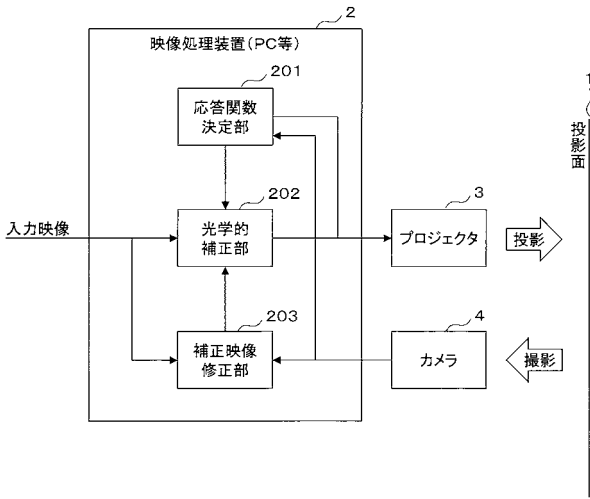 2
映像処理装置(PC等)
201
応答関数
決定部
202
光学的
補正部
203
補正映像
修正部
入力映像
3
プロジェクタ
投影
4
カメラ
撮影
1
投影面